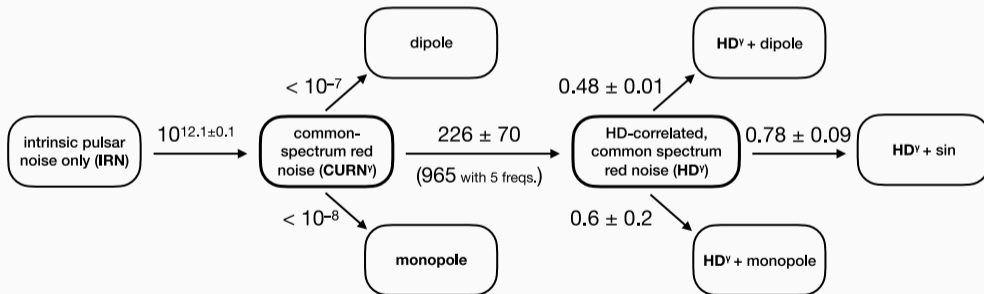 dipole
HDᵞ + dipole
< 10⁻⁷
0.48 ± 0.01
intrinsic pulsar
noise only (IRN)
10¹²·¹±⁰·¹
common-
spectrum red
noise (CURNᵞ)
226 ± 70
(965 with 5 freqs.)
HD-correlated,
common spectrum
red noise (HDᵞ)
0.78 ± 0.09
HDᵞ + sin
< 10⁻⁸
0.6 ± 0.2
monopole
HDᵞ + monopole